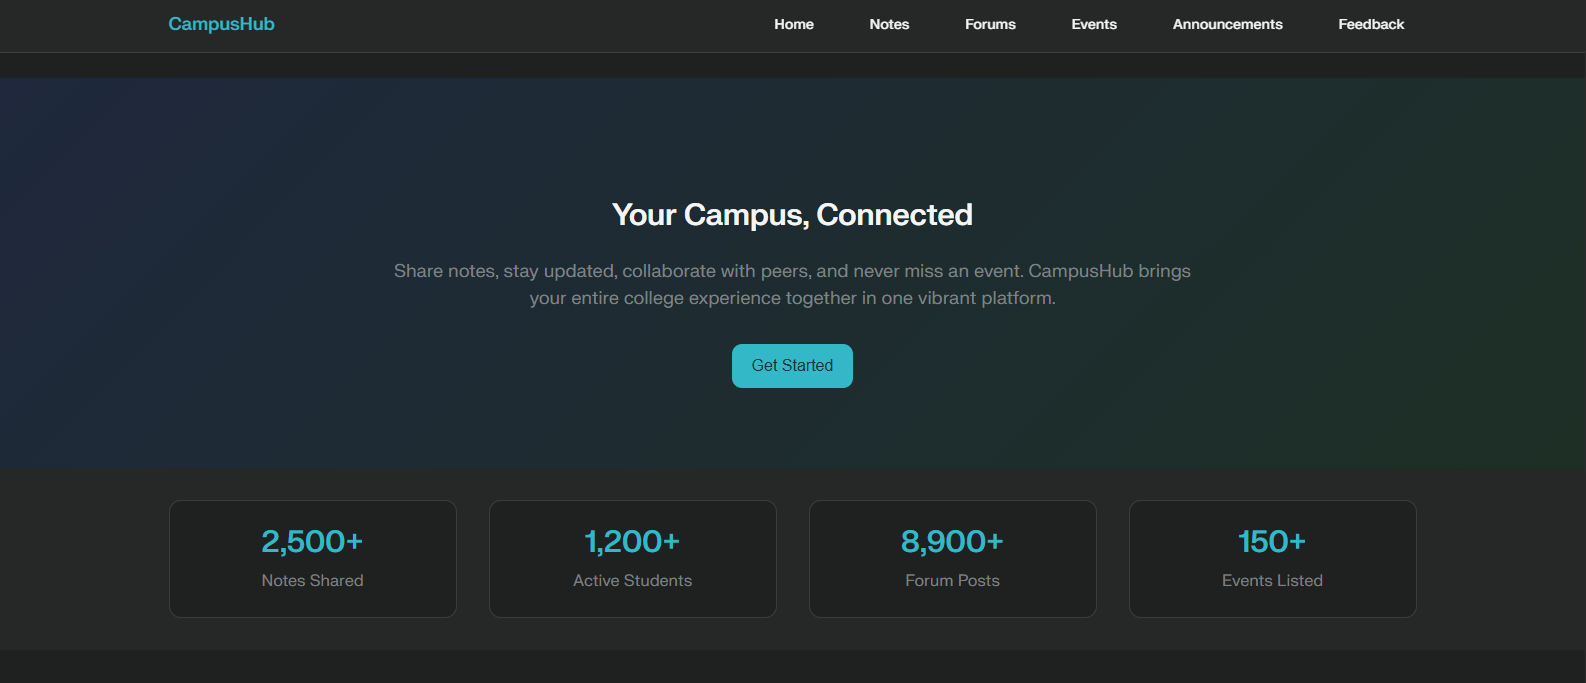 CampusHub
Home Notes Forums Events Announcements Feedback
Your Campus, Connected
Share notes, stay updated, collaborate with peers, and never miss an event. CampusHub brings
your entire college experience together in one vibrant platform.
Get Started
2,500+
Notes Shared
1,200+
Active Students
8,900+
Forum Posts
150+
Events Listed